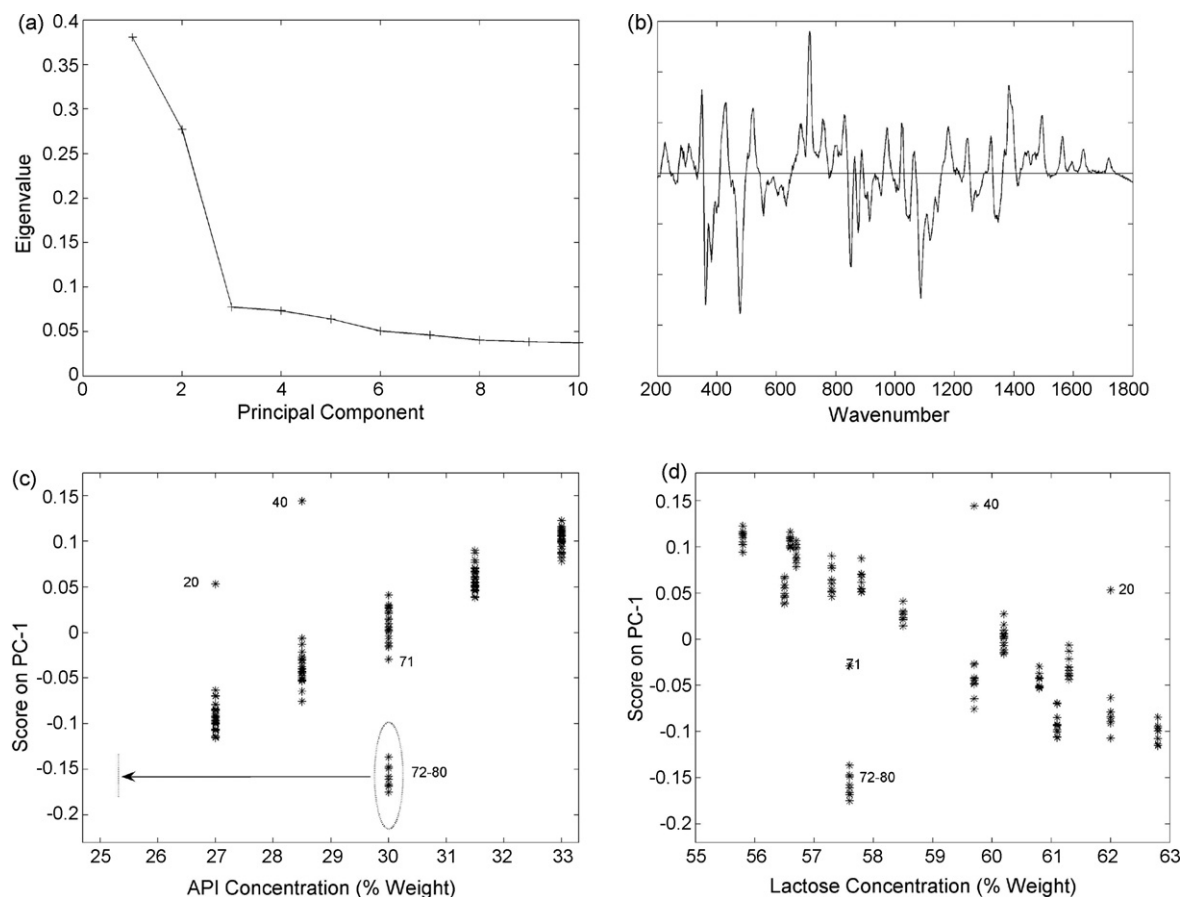 (a)
0.4
0.35
0.3
0.25
0.2
0.15
0.1
0.05
0
Eigenvalue
0 2 4 6 8 10
Principal Component
(b)
200 400 600 800 1000 1200 1400 1600 1800
Wavenumber
(c)
0.15
0.1
0.05
0
-0.05
-0.1
-0.15
-0.2
Score on PC-1
40
20
71
72-80
25 26 27 28 29 30 31 32 33
API Concentration (% Weight)
(d)
0.15
0.1
0.05
0
-0.05
-0.1
-0.15
-0.2
Score on PC-1
40
20
71
72-80
55 56 57 58 59 60 61 62 63
Lactose Concentration (% Weight)